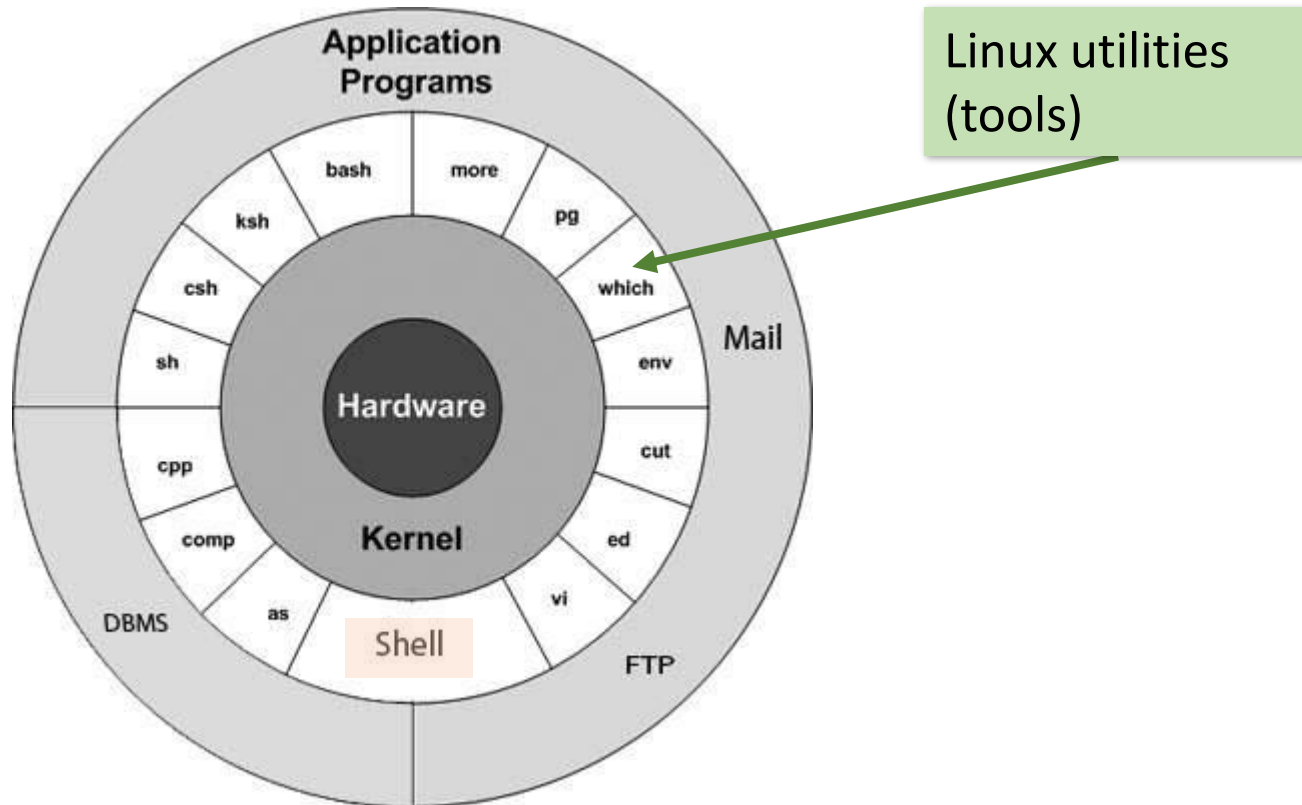 Application
Programs
Linux utilities
(tools)
bash
more
ksh
pg
csh
which
sh
env
Mail
Hardware
cpp
cut
comp
Kernel
ed
as
Shell
vi
DBMS
FTP